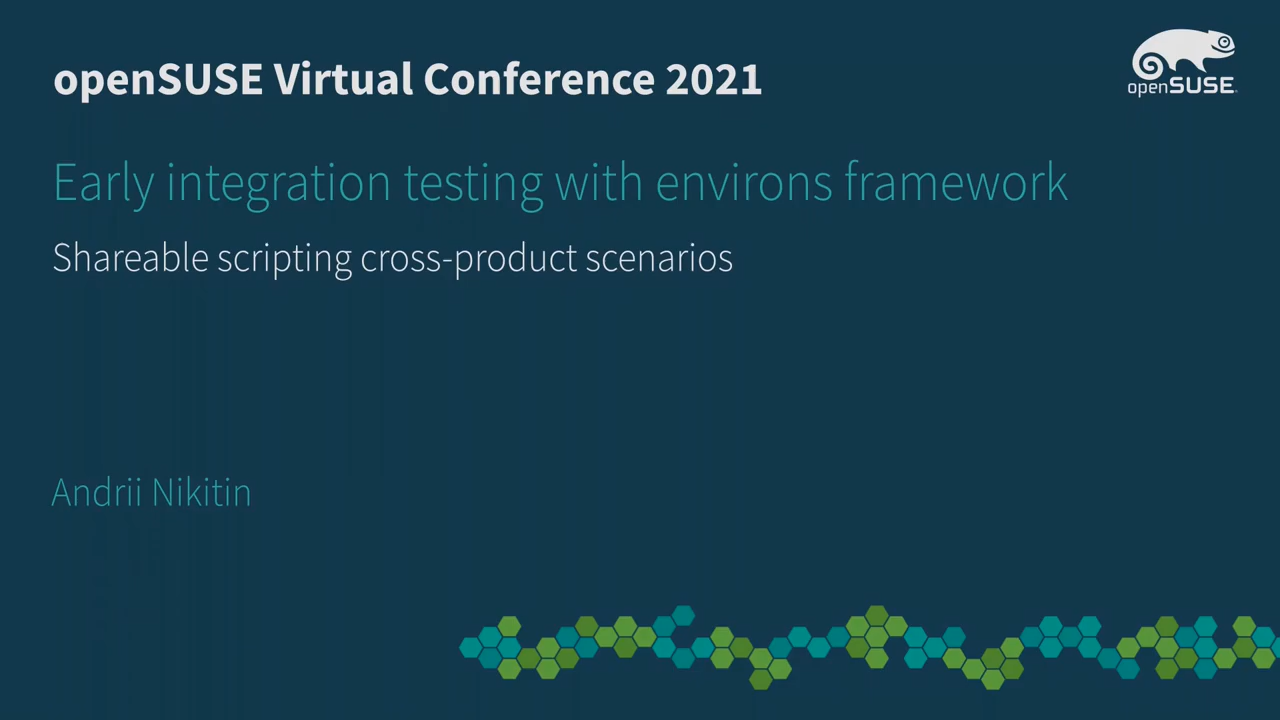 openSUSE Virtual Conference 2021
openSUSE
Early integration testing with environs framework
Shareable scripting cross-product scenarios
Andrii Nikitin